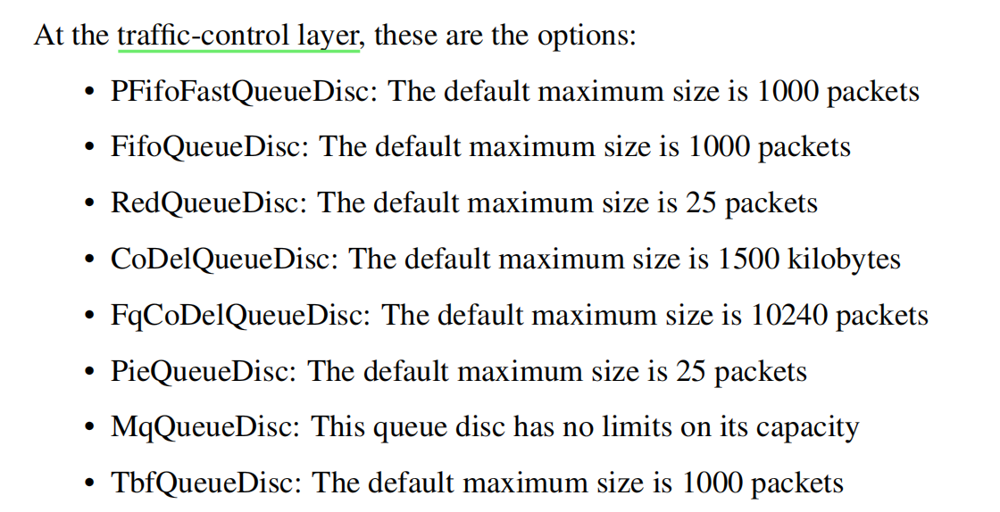 At the traffic-control layer, these are the options:
• PFifoFastQueueDisc: The default maximum size is 1000 packets
• FifoQueueDisc: The default maximum size is 1000 packets
• RedQueueDisc: The default maximum size is 25 packets
• CoDelQueueDisc: The default maximum size is 1500 kilobytes
• FqCoDelQueueDisc: The default maximum size is 10240 packets
• PieQueueDisc: The default maximum size is 25 packets
• MqQueueDisc: This queue disc has no limits on its capacity
• TbfQueueDisc: The default maximum size is 1000 packets